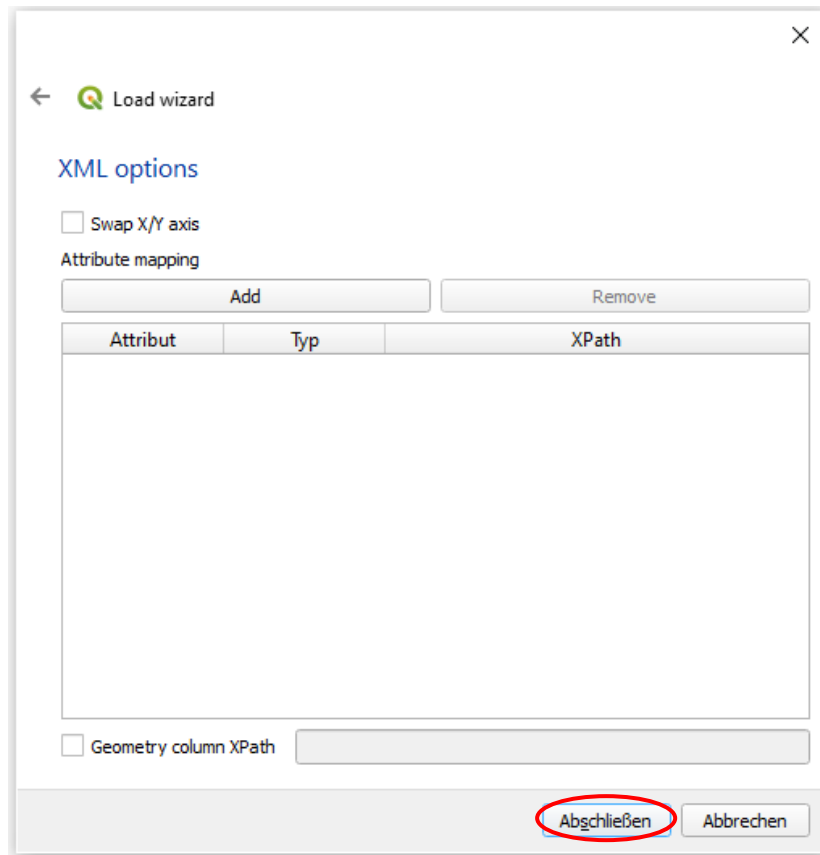 Load wizard
XML options
Swap X/Y axis
Attribute mapping
Add Remove
Attribut Typ XPath
Geometry column XPath
Abschließen Abbrechen